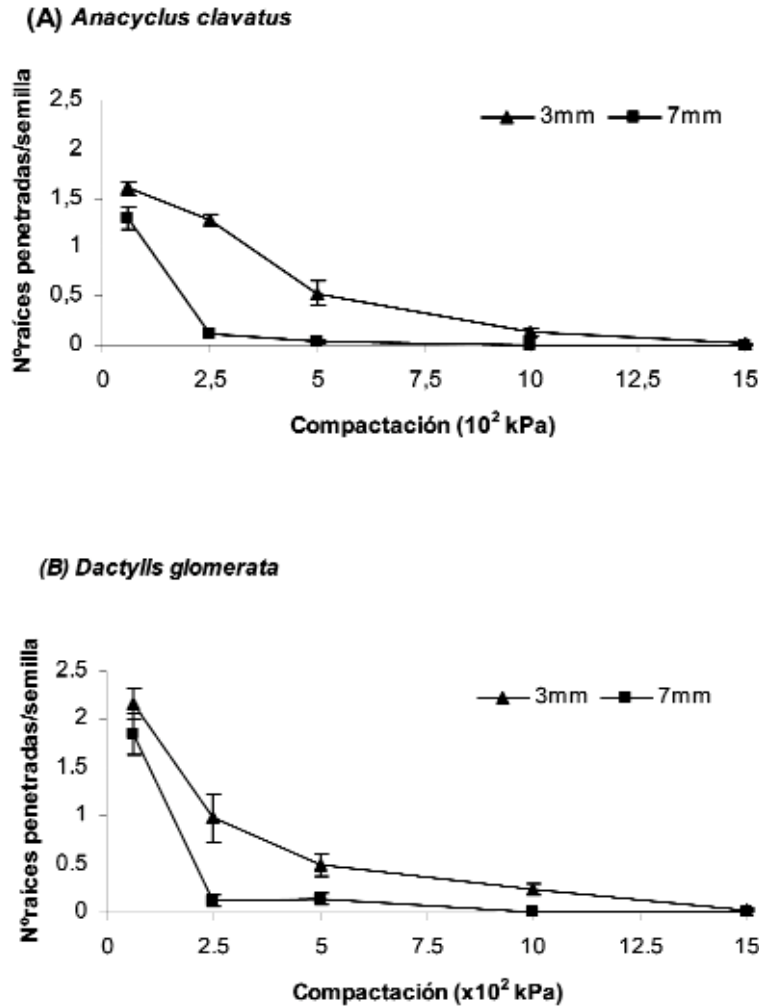 (A) Anacyclus clavatus
2,5
2
1,5
1
0,5
0
Nºraíces penetradas/semilla
3mm 7mm
0 2,5 5 7,5 10 12,5 15
Compactación (10² kPa)
(B) Dactylis glomerata
2.5
2
1.5
1
0.5
0
Nºraíces penetradas/semilla
3mm 7mm
0 2.5 5 7.5 10 12.5 15
Compactación (x10² kPa)